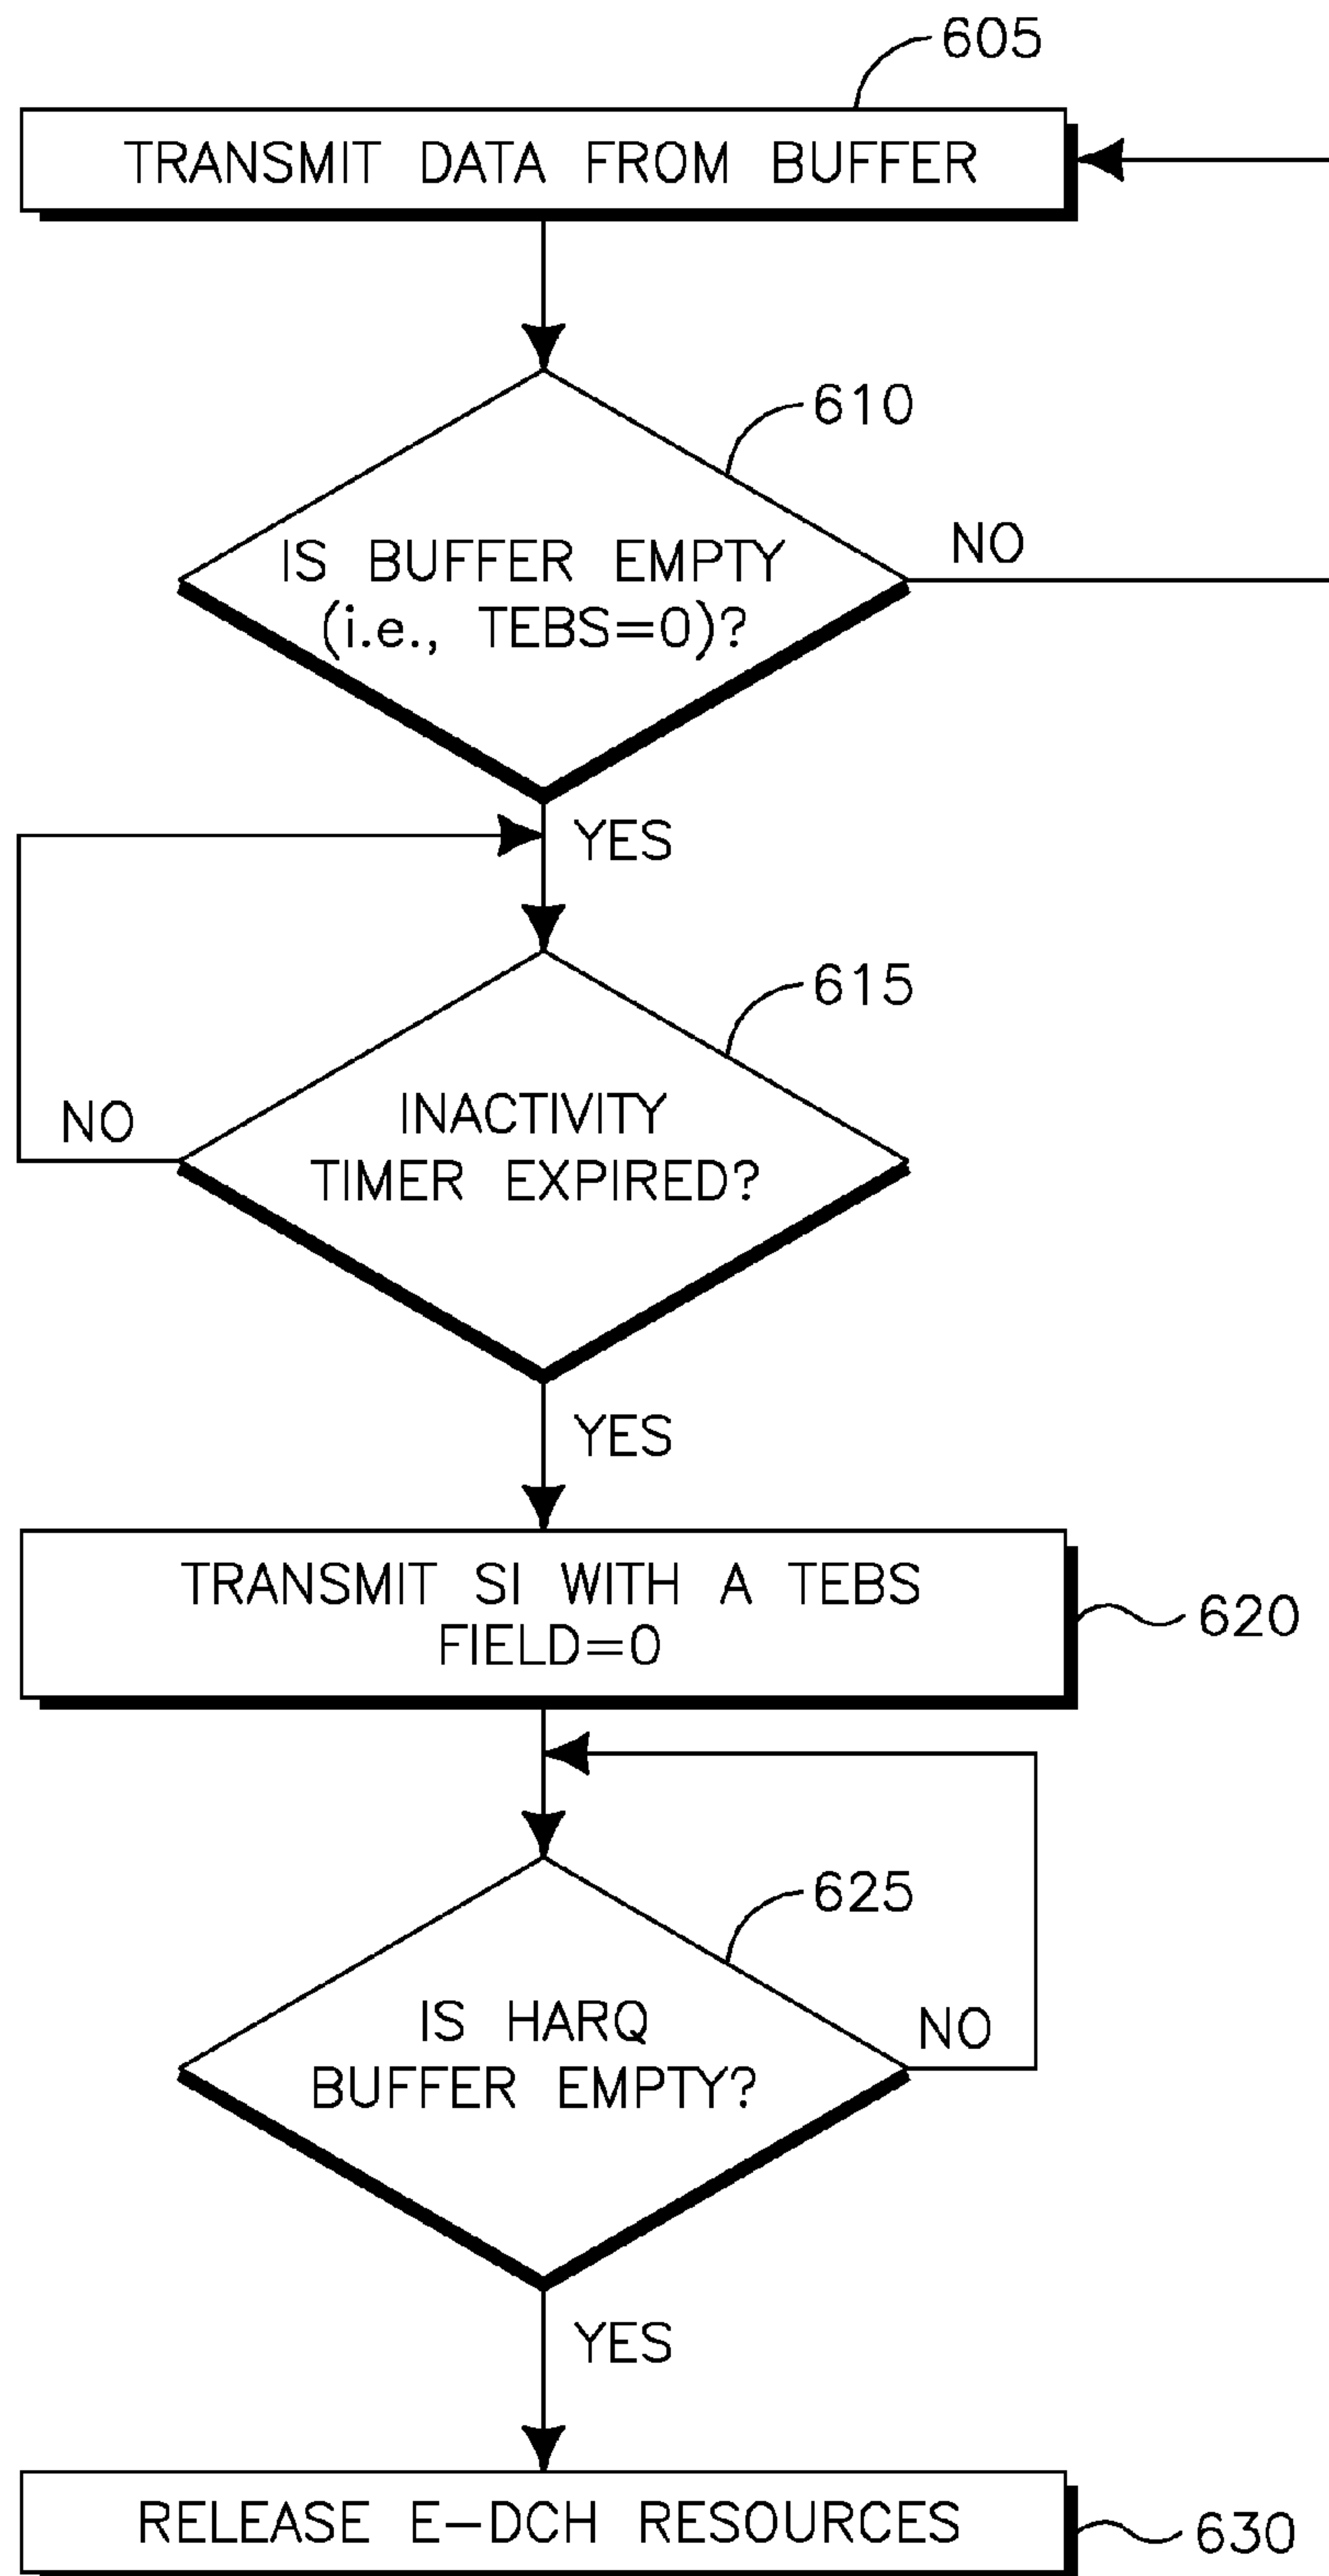 605
TRANSMIT DATA FROM BUFFER
610
IS BUFFER EMPTY
(i.e., TEBS=0)?
NO
YES
615
INACTIVITY
TIMER EXPIRED?
NO
YES
TRANSMIT SI WITH A TEBS
FIELD=0
620
625
IS HARQ
BUFFER EMPTY?
NO
YES
RELEASE E-DCH RESOURCES
630